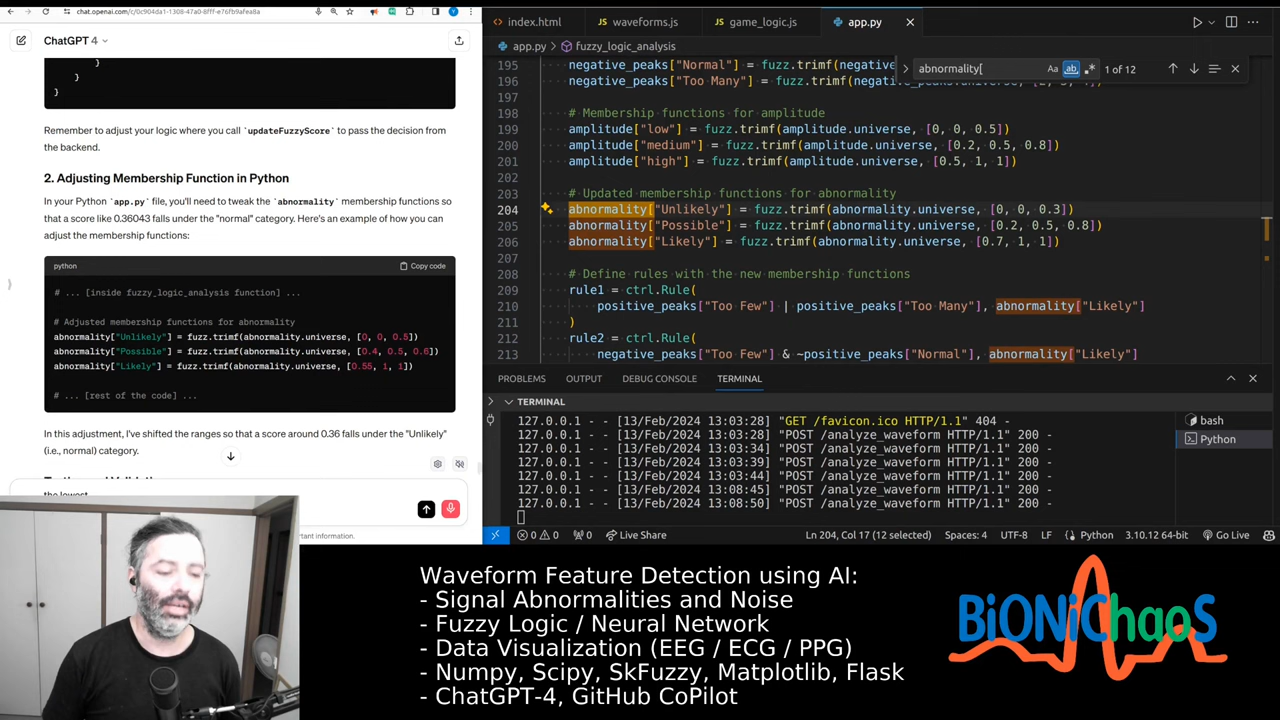 chat.openai.com/c/0c904da1-1308-47a0-8fff-e76fb9afea8a
ChatGPT 4
}
}
}
Remember to adjust your logic where you call `updateFuzzyScore` to pass the decision from
the backend.
2. Adjusting Membership Function in Python
In your Python `app.py` file, you'll need to tweak the `abnormality` membership functions so
that a score like 0.36043 falls under the "normal" category. Here's an example of how you can
adjust the membership functions:
python
Copy code
# ... [inside fuzzy_logic_analysis function] ...
# Adjusted membership functions for abnormality
abnormality["Unlikely"] = fuzz.trimf(abnormality.universe, [0, 0, 0.5])
abnormality["Possible"] = fuzz.trimf(abnormality.universe, [0.4, 0.5, 0.6])
abnormality["Likely"] = fuzz.trimf(abnormality.universe, [0.55, 1, 1])
# ... [rest of the code] ...
In this adjustment, I've shifted the ranges so that a score around 0.36 falls under the "Unlikely"
(i.e., normal) category.
the lowest
rtant information.
index.html
JS waveforms.js
JS game_logic.js
app.py
app.py > fuzzy_logic_analysis
abnormality[
Aa ab .*
1 of 12
195 negative_peaks["Normal"] = fuzz.trimf(negative
196 negative_peaks["Too Many"] = fuzz.trimf(negati
197
198 # Membership functions for amplitude
199 amplitude["low"] = fuzz.trimf(amplitude.universe, [0, 0, 0.5])
200 amplitude["medium"] = fuzz.trimf(amplitude.universe, [0.2, 0.5, 0.8])
201 amplitude["high"] = fuzz.trimf(amplitude.universe, [0.5, 1, 1])
202
203 # Updated membership functions for abnormality
204 abnormality["Unlikely"] = fuzz.trimf(abnormality.universe, [0, 0, 0.3])
205 abnormality["Possible"] = fuzz.trimf(abnormality.universe, [0.2, 0.5, 0.8])
206 abnormality["Likely"] = fuzz.trimf(abnormality.universe, [0.7, 1, 1])
207
208 # Define rules with the new membership functions
209 rule1 = ctrl.Rule(
210 positive_peaks["Too Few"] | positive_peaks["Too Many"], abnormality["Likely"]
211 )
212 rule2 = ctrl.Rule(
213 negative_peaks["Too Few"] & ~positive_peaks["Normal"], abnormality["Likely"]
PROBLEMS OUTPUT DEBUG CONSOLE TERMINAL
TERMINAL
127.0.0.1 - - [13/Feb/2024 13:03:28] "GET /favicon.ico HTTP/1.1" 404 -
127.0.0.1 - - [13/Feb/2024 13:03:28] "POST /analyze_waveform HTTP/1.1" 200 -
127.0.0.1 - - [13/Feb/2024 13:03:34] "POST /analyze_waveform HTTP/1.1" 200 -
127.0.0.1 - - [13/Feb/2024 13:03:39] "POST /analyze_waveform HTTP/1.1" 200 -
127.0.0.1 - - [13/Feb/2024 13:03:44] "POST /analyze_waveform HTTP/1.1" 200 -
127.0.0.1 - - [13/Feb/2024 13:08:45] "POST /analyze_waveform HTTP/1.1" 200 -
127.0.0.1 - - [13/Feb/2024 13:08:50] "POST /analyze_waveform HTTP/1.1" 200 -
bash
Python
0 0 0 Live Share Ln 204, Col 17 (12 selected) Spaces: 4 UTF-8 LF Python 3.10.12 64-bit Go Live
Waveform Feature Detection using AI:
- Signal Abnormalities and Noise
- Fuzzy Logic / Neural Network
- Data Visualization (EEG / ECG / PPG)
- Numpy, Scipy, SkFuzzy, Matplotlib, Flask
- ChatGPT-4, GitHub CoPilot
BiONiChaoS